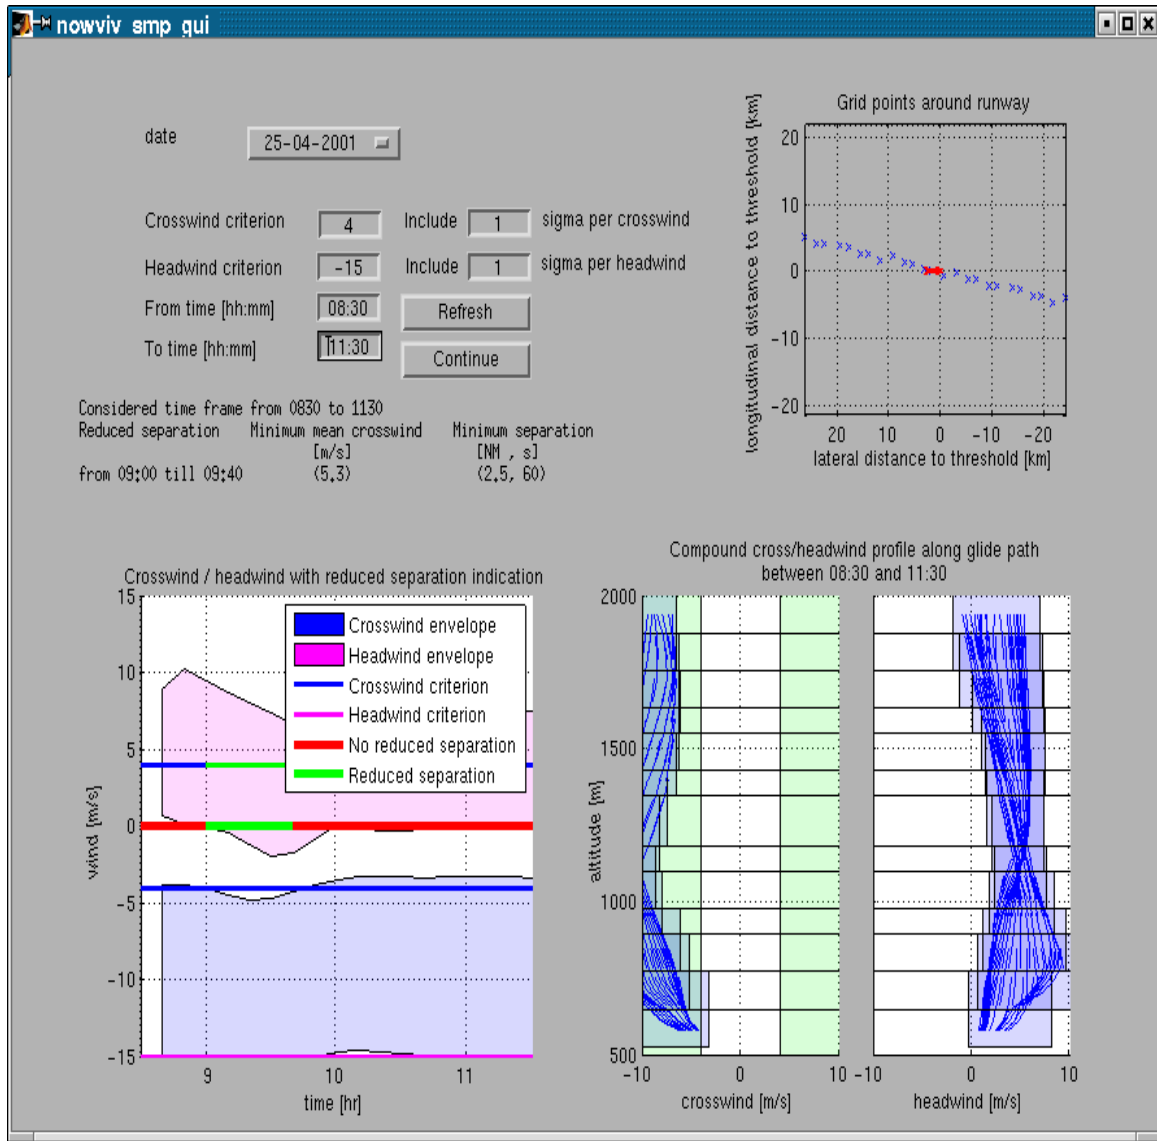 nowviv smp gui
date
25-04-2001
Crosswind criterion 4 Include 1 sigma per crosswind
Headwind criterion -15 Include 1 sigma per headwind
From time [hh:mm] 08:30 Refresh
To time [hh:mm] 11:30 Continue
Considered time frame from 0830 to 1130
Reduced separation Minimum mean crosswind Minimum separation
[m/s] [NM , s]
from 09:00 till 09:40 (5.3) (2.5, 60)
Grid points around runway
longitudinal distance to threshold [km]
20
10
0
-10
-20
20 10 0 -10 -20
lateral distance to threshold [km]
Crosswind / headwind with reduced separation indication
wind [m/s]
15
10
5
0
-5
-10
-15
Crosswind envelope
Headwind envelope
Crosswind criterion
Headwind criterion
No reduced separation
Reduced separation
9 10 11
time [hr]
Compound cross/headwind profile along glide path
between 08:30 and 11:30
altitude [m]
2000
1500
1000
500
-10 0 10
crosswind [m/s]
-10 0 10
headwind [m/s]